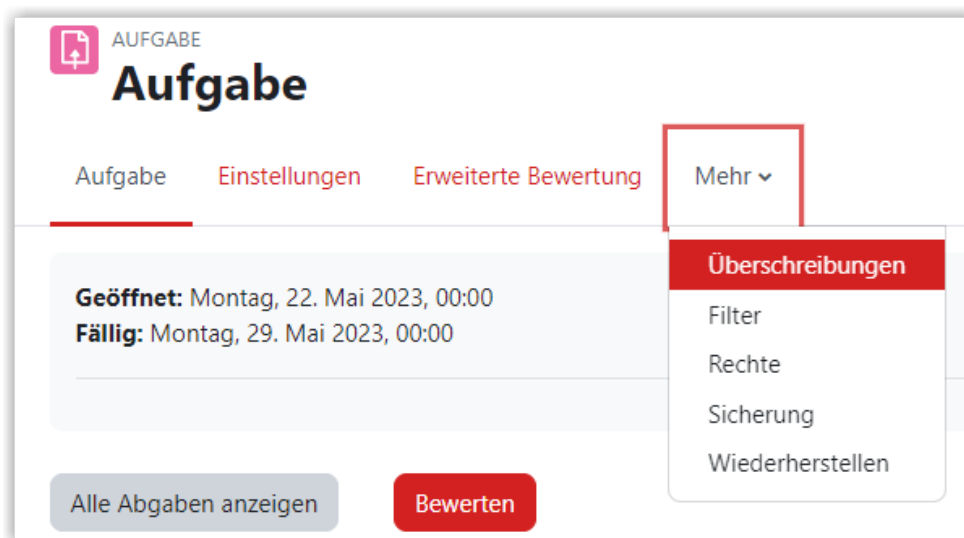 AUFGABE
Aufgabe
Aufgabe Einstellungen Erweiterte Bewertung Mehr
Überschreibungen
Filter
Rechte
Sicherung
Wiederherstellen
Geöffnet: Montag, 22. Mai 2023, 00:00
Fällig: Montag, 29. Mai 2023, 00:00
Alle Abgaben anzeigen Bewerten